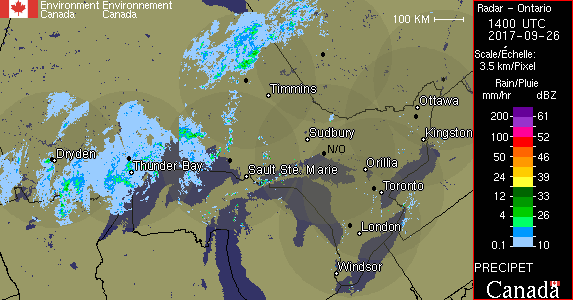 Environment Environnement
Canada Canada
100 KM
Timmins
Ottawa
Sudbury
Kingston
N/O
Dryden
Thunder Bay
Sault Ste. Marie
Orillia
Toronto
London
Windsor
Radar - Ontario
1400 UTC
2017-09-26
Scale/Échelle:
3.5 km/Pixel
Rain/Pluie
mm/hr dBZ
200 61
100 52
50 46
24 39
12 33
4 26
0.1 10
PRECIPET
Canada